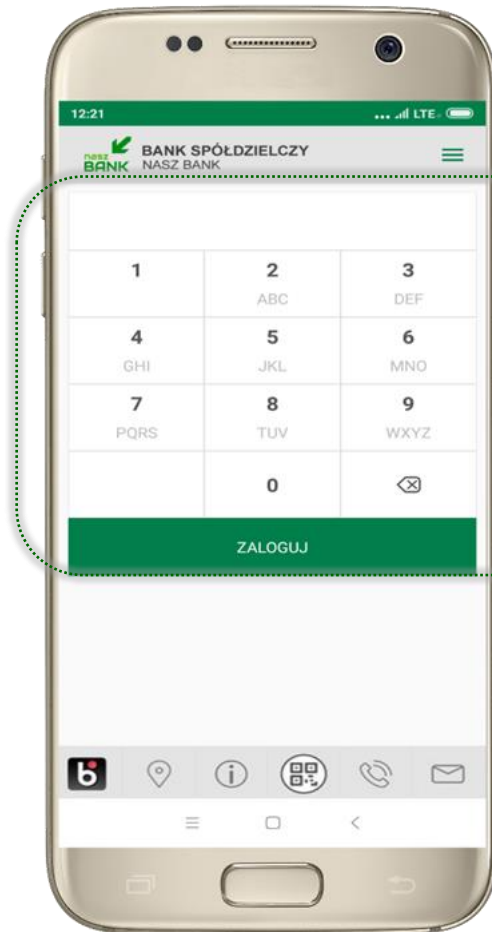 12:21 LTE
nasz BANK SPÓŁDZIELCZY
BANK NASZ BANK
1 2 3
ABC DEF
4 5 6
GHI JKL MNO
7 8 9
PQRS TUV WXYZ
0
ZALOGUJ
b i